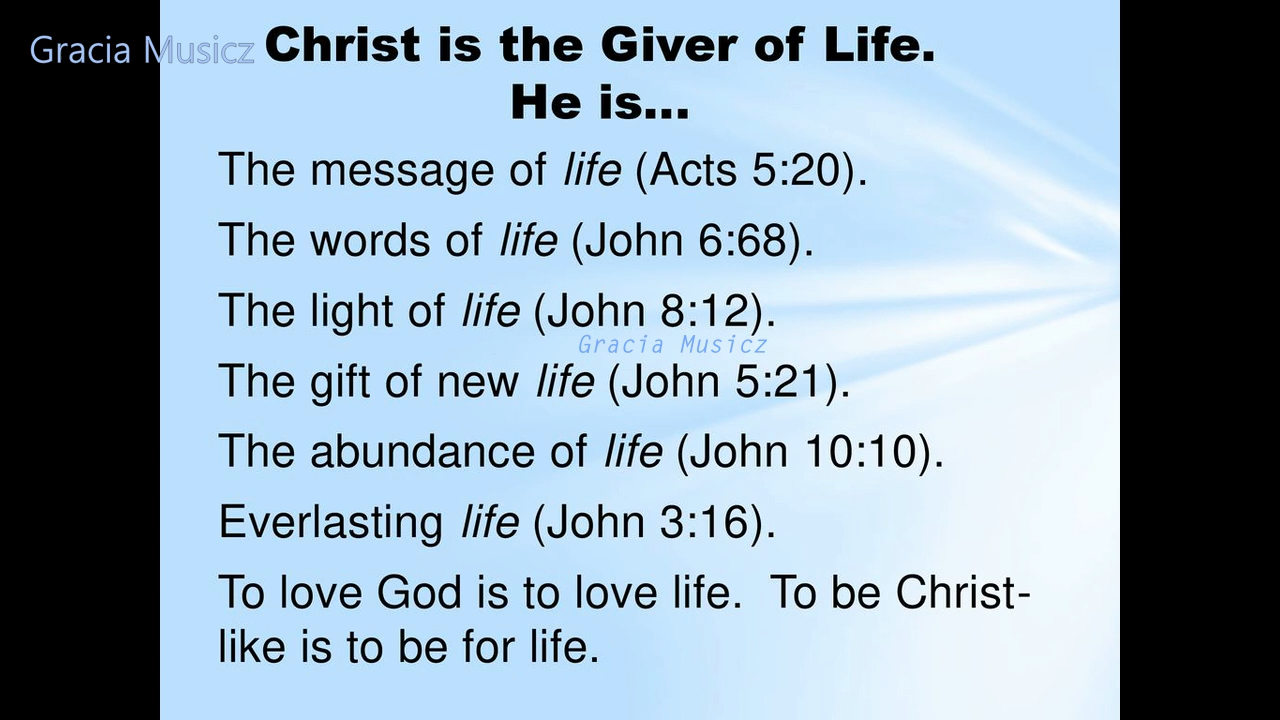 Gracia Musicz
Christ is the Giver of Life.
He is...
The message of life (Acts 5:20).
The words of life (John 6:68).
The light of life (John 8:12).
Gracia Musicz
The gift of new life (John 5:21).
The abundance of life (John 10:10).
Everlasting life (John 3:16).
To love God is to love life.  To be Christ-
like is to be for life.